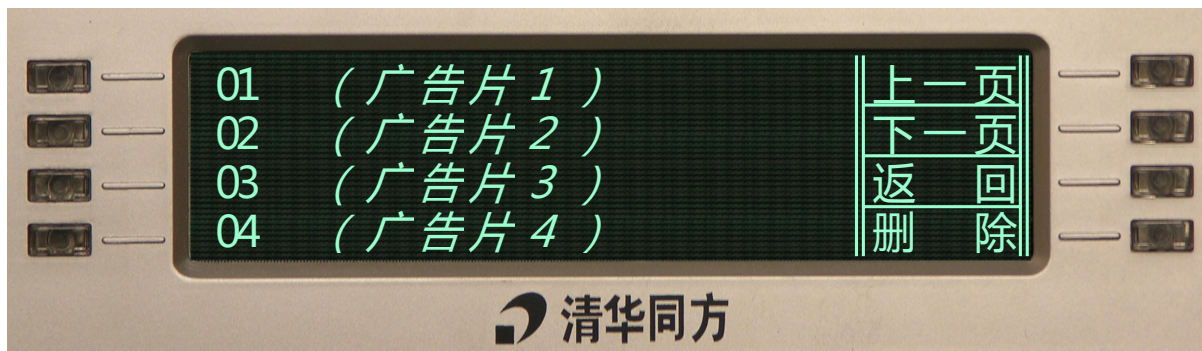 01 （广告片1）
02 （广告片2）
03 （广告片3）
04 （广告片4）
上一页
下一页
返 回
删 除
清华同方